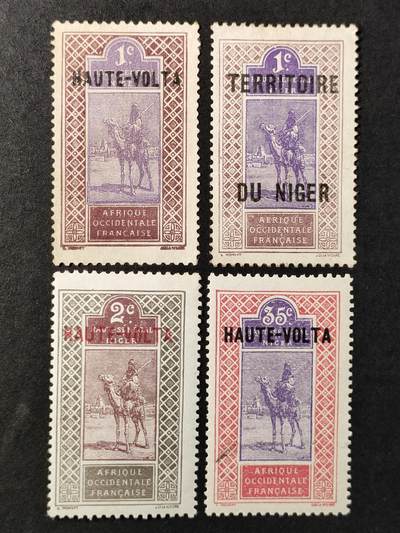 1c
HAUTE-VOLTA
AFRIQUE
OCCIDENTALE
FRANÇAISE
1c
TERRITOIRE
DU NIGER
AFRIQUE
OCCIDENTALE
FRANÇAISE
2c
HAUTE-VOLTA
NIGER
AFRIQUE
OCCIDENTALE
FRANÇAISE
35c
HAUTE-VOLTA
AFRIQUE
OCCIDENTALE
FRANÇAISE